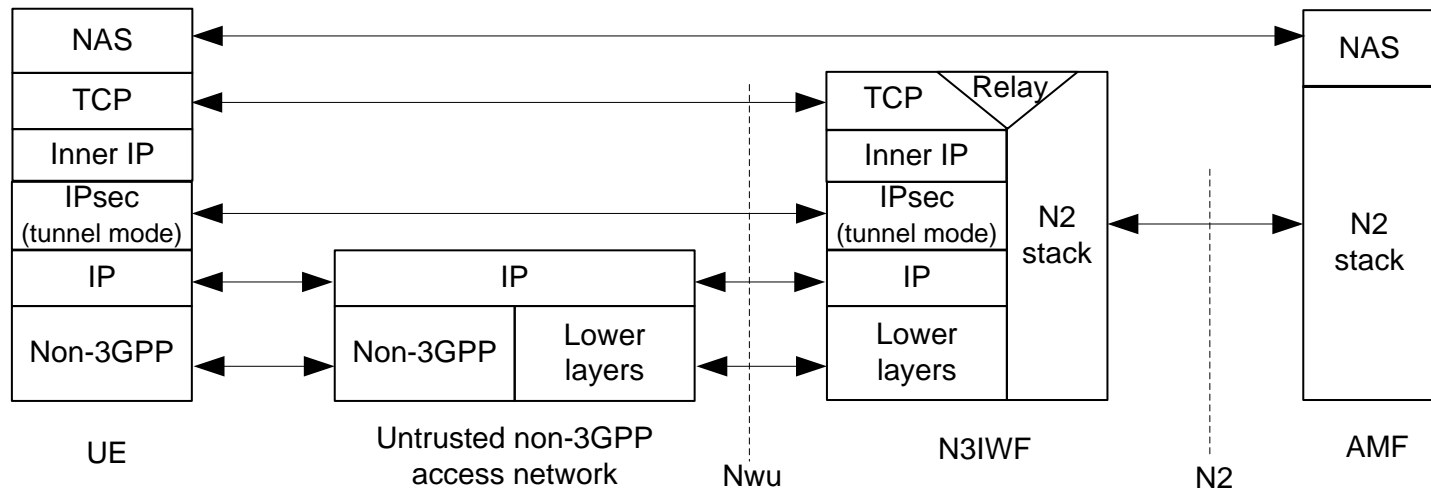 NAS
NAS
TCP
TCP
Relay
Inner IP
Inner IP
IPsec
(tunnel mode)
IPsec
(tunnel mode)
N2
stack
N2
stack
IP
IP
IP
Non-3GPP
Non-3GPP
Lower
layers
Lower
layers
UE
Untrusted non-3GPP
access network
Nwu
N3IWF
N2
AMF